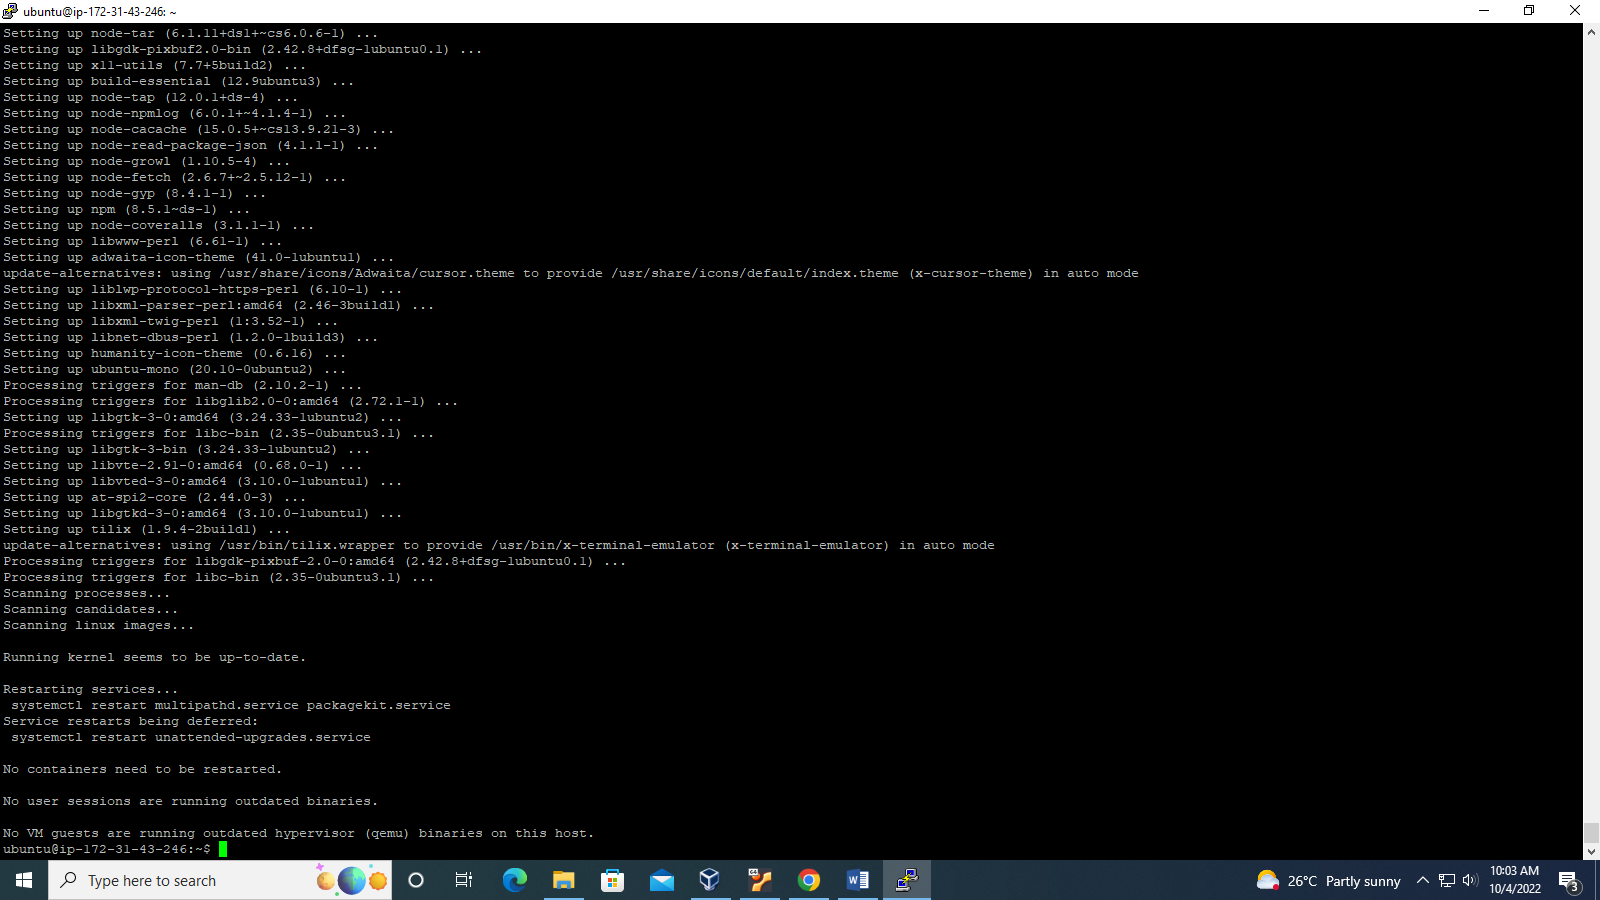 ubuntu@ip-172-31-43-246: ~
Setting up node-tar (6.1.11+ds1+~cs6.0.6-1) ...
Setting up libgdk-pixbuf2.0-bin (2.42.8+dfsg-1ubuntu0.1) ...
Setting up x11-utils (7.7+5build2) ...
Setting up build-essential (12.9ubuntu3) ...
Setting up node-tap (12.0.1+ds-4) ...
Setting up node-npmlog (6.0.1+~4.1.4-1) ...
Setting up node-cacache (15.0.5+~cs13.9.21-3) ...
Setting up node-read-package-json (4.1.1-1) ...
Setting up node-growl (1.10.5-4) ...
Setting up node-fetch (2.6.7+~2.5.12-1) ...
Setting up node-gyp (8.4.1-1) ...
Setting up npm (8.5.1~ds-1) ...
Setting up node-coveralls (3.1.1-1) ...
Setting up libwww-perl (6.61-1) ...
Setting up adwaita-icon-theme (41.0-1ubuntu1) ...
update-alternatives: using /usr/share/icons/Adwaita/cursor.theme to provide /usr/share/icons/default/index.theme (x-cursor-theme) in auto mode
Setting up liblwp-protocol-https-perl (6.10-1) ...
Setting up libxml-parser-perl:amd64 (2.46-3build1) ...
Setting up libxml-twig-perl (1:3.52-1) ...
Setting up libnet-dbus-perl (1.2.0-1build3) ...
Setting up humanity-icon-theme (0.6.16) ...
Setting up ubuntu-mono (20.10-0ubuntu2) ...
Processing triggers for man-db (2.10.2-1) ...
Processing triggers for libglib2.0-0:amd64 (2.72.1-1) ...
Setting up libgtk-3-0:amd64 (3.24.33-1ubuntu2) ...
Processing triggers for libc-bin (2.35-0ubuntu3.1) ...
Setting up libgtk-3-bin (3.24.33-1ubuntu2) ...
Setting up libvte-2.91-0:amd64 (0.68.0-1) ...
Setting up libvted-3-0:amd64 (3.10.0-1ubuntu1) ...
Setting up at-spi2-core (2.44.0-3) ...
Setting up libgtkd-3-0:amd64 (3.10.0-1ubuntu1) ...
Setting up tilix (1.9.4-2build1) ...
update-alternatives: using /usr/bin/tilix.wrapper to provide /usr/bin/x-terminal-emulator (x-terminal-emulator) in auto mode
Processing triggers for libgdk-pixbuf-2.0-0:amd64 (2.42.8+dfsg-1ubuntu0.1) ...
Processing triggers for libc-bin (2.35-0ubuntu3.1) ...
Scanning processes...
Scanning candidates...
Scanning linux images...
Running kernel seems to be up-to-date.
Restarting services...
systemctl restart multipathd.service packagekit.service
Service restarts being deferred:
systemctl restart unattended-upgrades.service
No containers need to be restarted.
No user sessions are running outdated binaries.
No VM guests are running outdated hypervisor (qemu) binaries on this host.
ubuntu@ip-172-31-43-246:~$
Type here to search
26°C Partly sunny
10:03 AM
10/4/2022
3